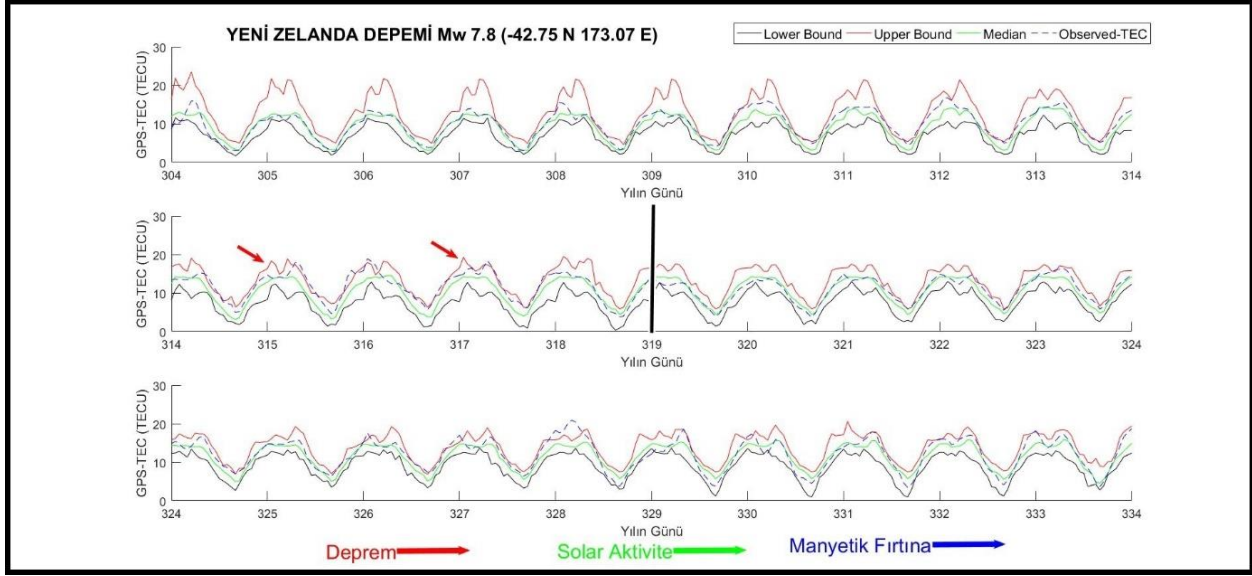 YENİ ZELANDA DEPEMİ Mw 7.8 (-42.75 N 173.07 E)
Lower Bound Upper Bound Median Observed-TEC
GPS-TEC (TECU)
30
20
10
0
304 305 306 307 308 309 310 311 312 313 314
Yılın Günü
GPS-TEC (TECU)
30
20
10
0
314 315 316 317 318 319 320 321 322 323 324
Yılın Günü
GPS-TEC (TECU)
30
20
10
0
324 325 326 327 328 329 330 331 332 333 334
Yılın Günü
Deprem Solar Aktivite Manyetik Fırtına